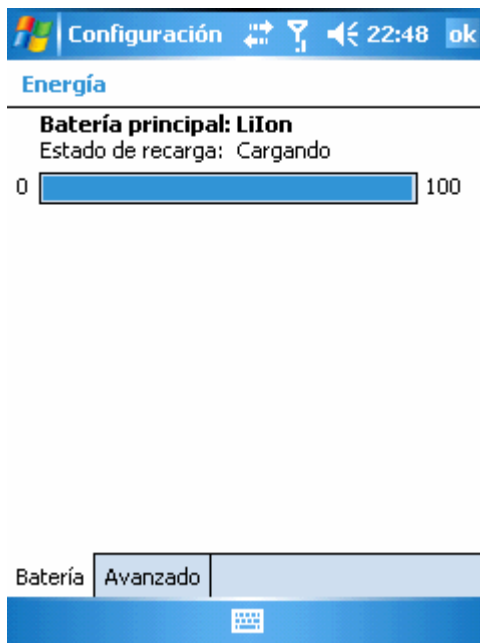 Configuración 22:48 ok
Energía
Batería principal: LiIon
Estado de recarga: Cargando
0 100
Batería Avanzado